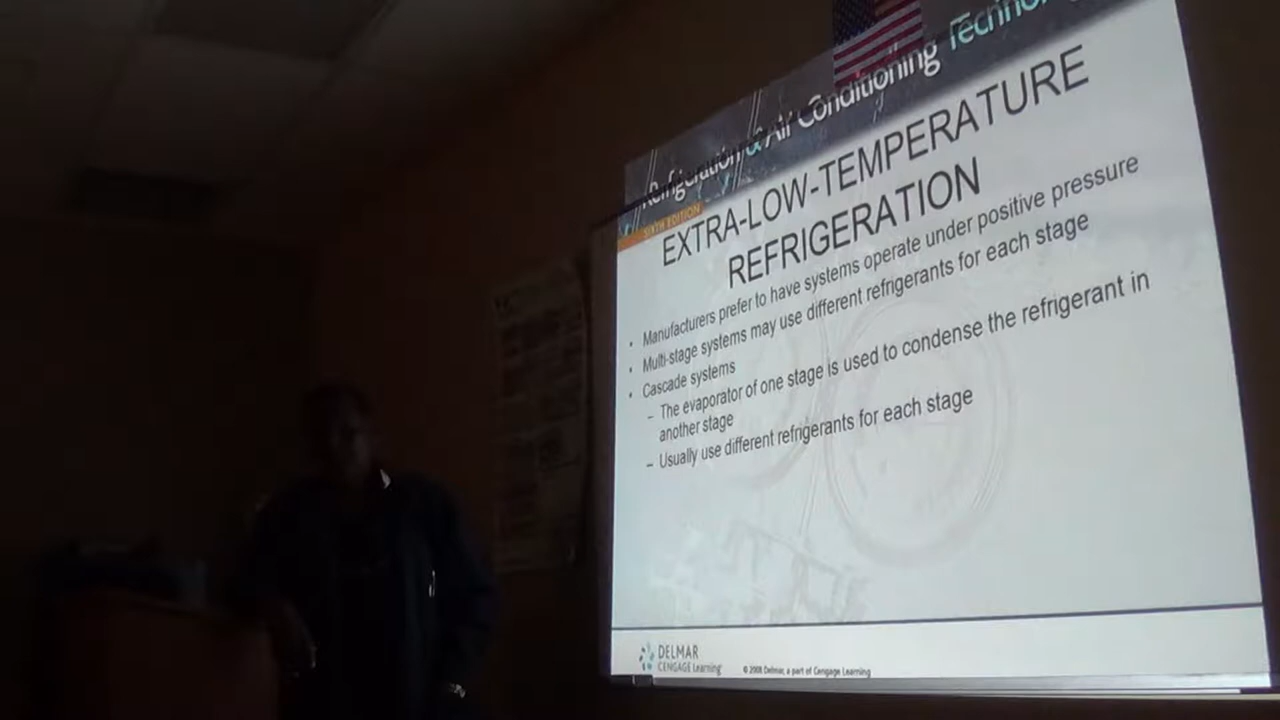 Refrigeration & Air Conditioning Technol
SIXTH EDITION
EXTRA-LOW-TEMPERATURE
REFRIGERATION
• Manufacturers prefer to have systems operate under positive pressure
• Multi-stage systems may use different refrigerants for each stage
• Cascade systems
– The evaporator of one stage is used to condense the refrigerant in
another stage
– Usually use different refrigerants for each stage
DELMAR
CENGAGE Learning
© 2008 Delmar, a part of Cengage Learning